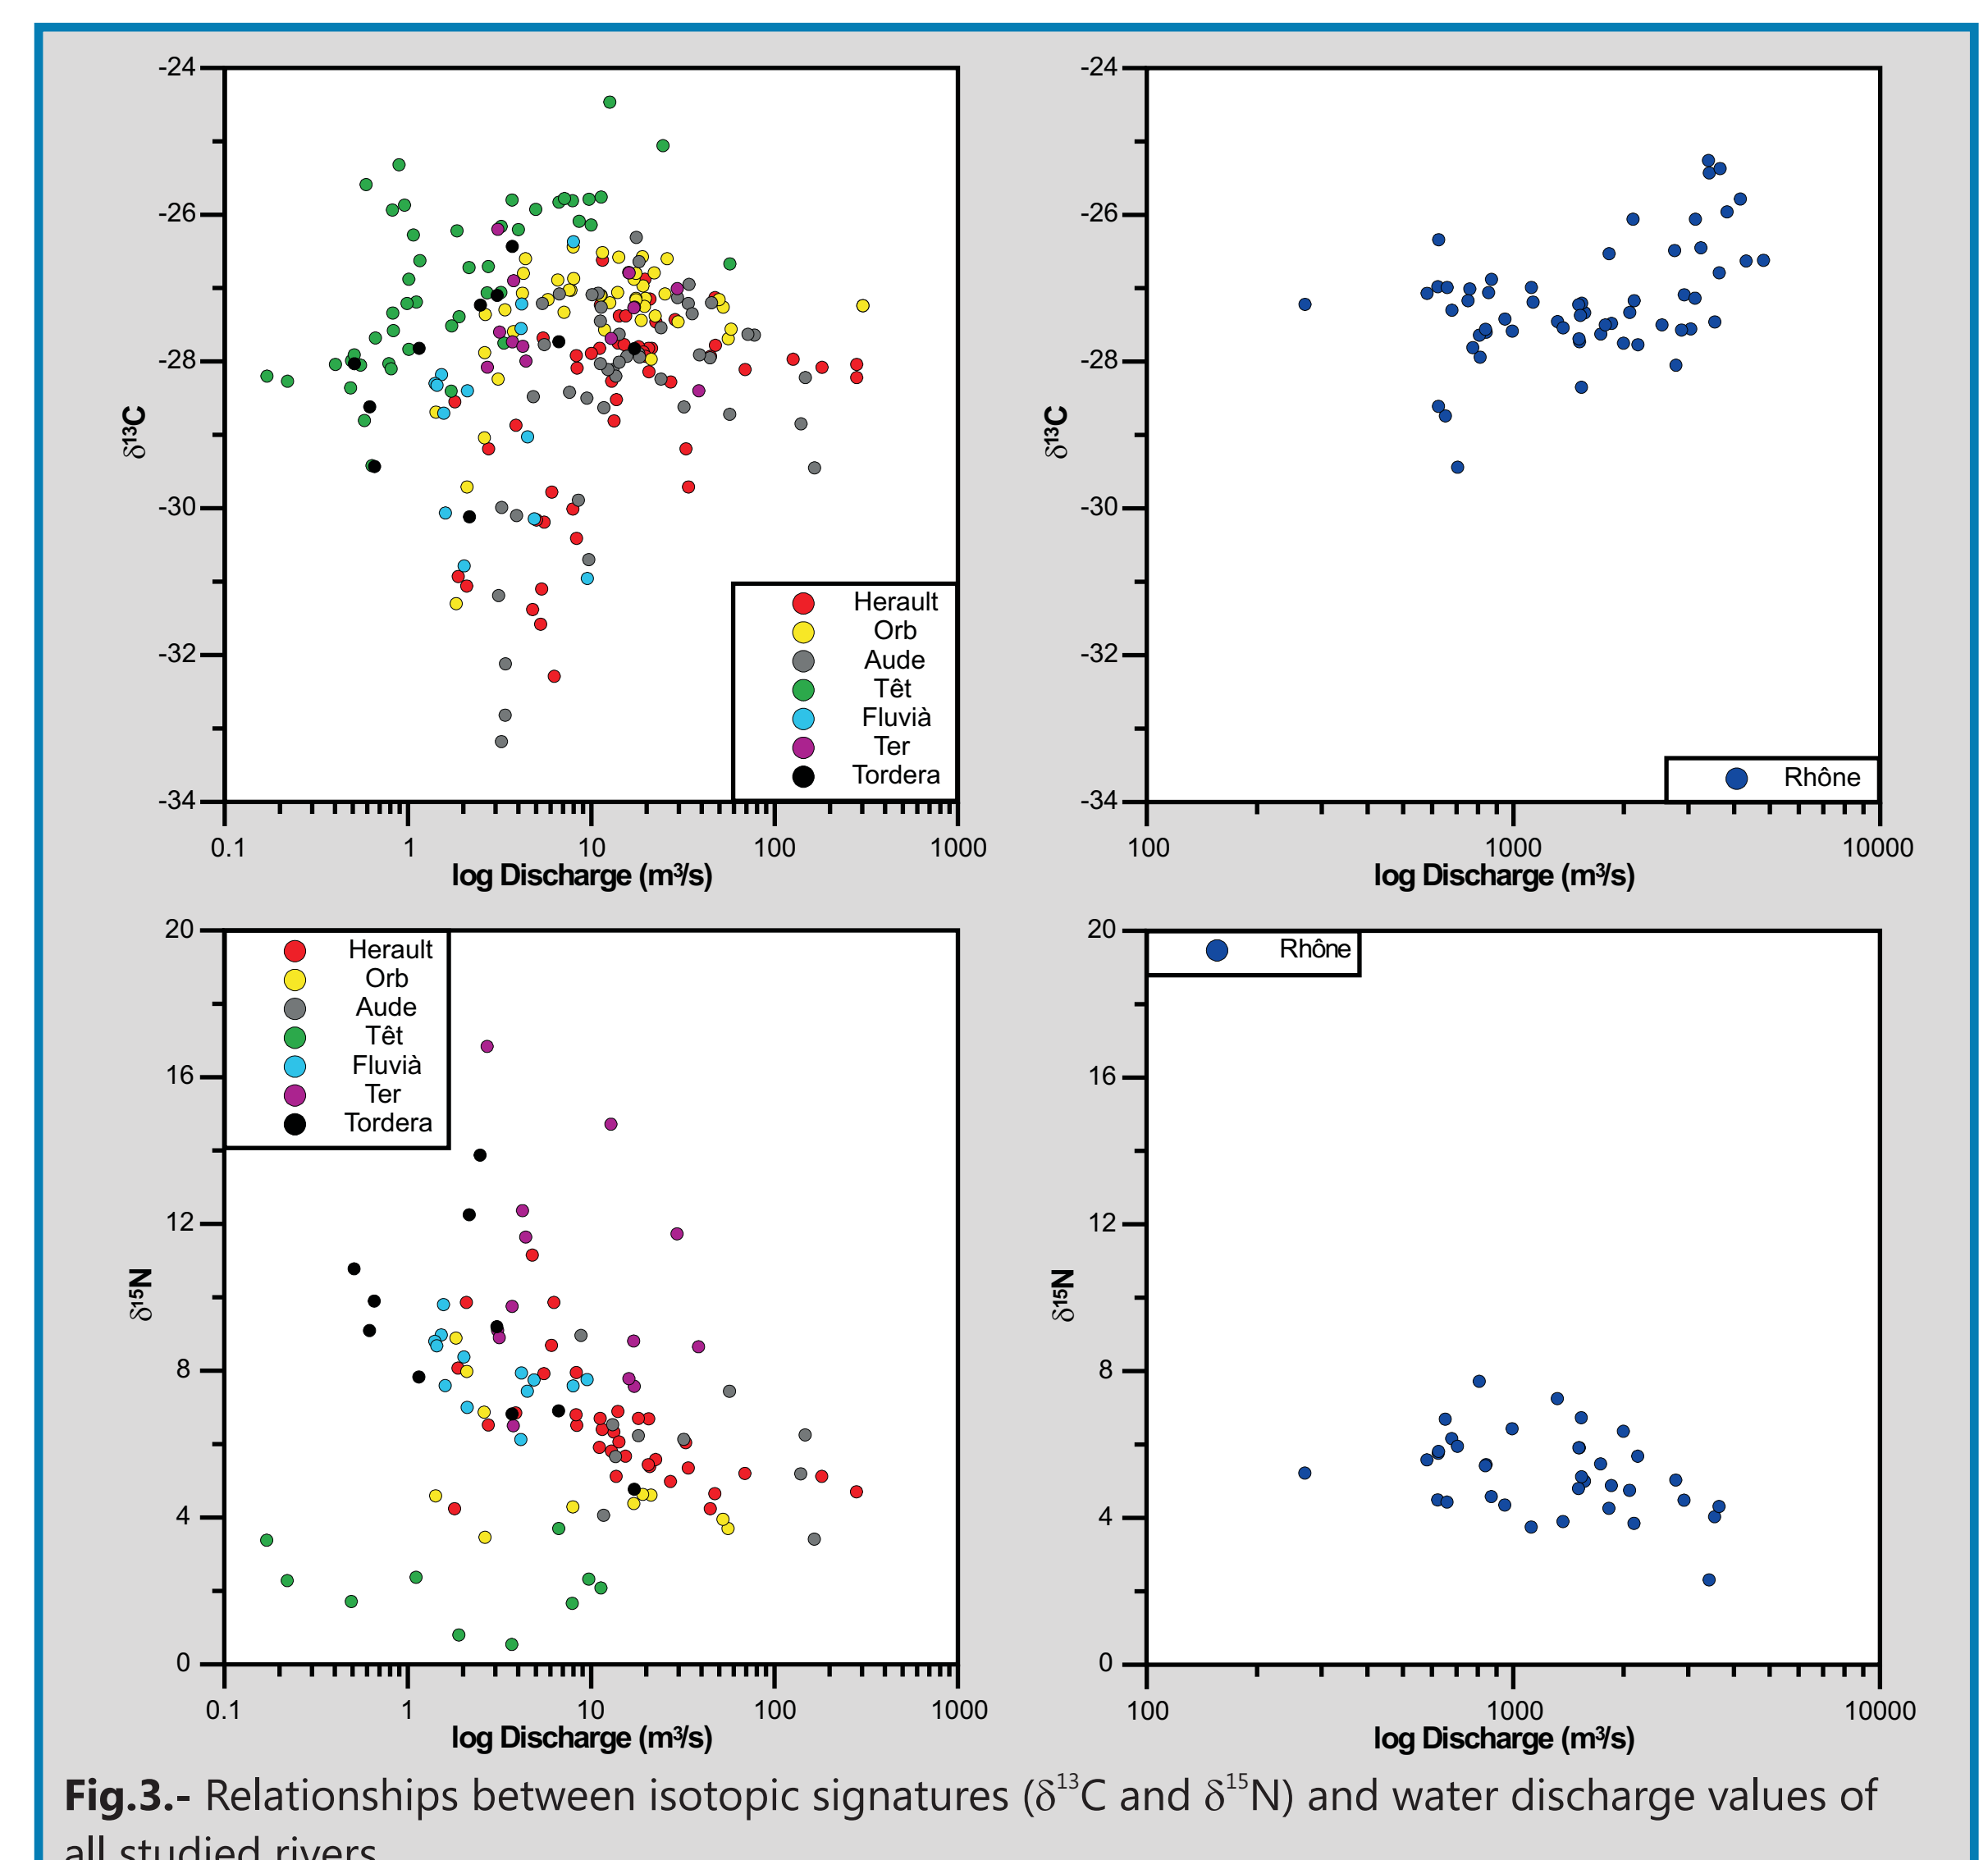 -24
-26
-28
-30
-32
-34
δ¹³C
0.1 1 10 100 1000
log Discharge (m³/s)
Herault
Orb
Aude
Têt
Fluvià
Ter
Tordera
-24
-26
-28
-30
-32
-34
δ¹³C
100 1000 10000
log Discharge (m³/s)
Rhône
20
16
12
8
4
0
δ¹⁵N
0.1 1 10 100 1000
log Discharge (m³/s)
Herault
Orb
Aude
Têt
Fluvià
Ter
Tordera
20
16
12
8
4
0
δ¹⁵N
100 1000 10000
log Discharge (m³/s)
Rhône
Fig.3.- Relationships between isotopic signatures (δ¹³C and δ¹⁵N) and water discharge values of
all studied rivers